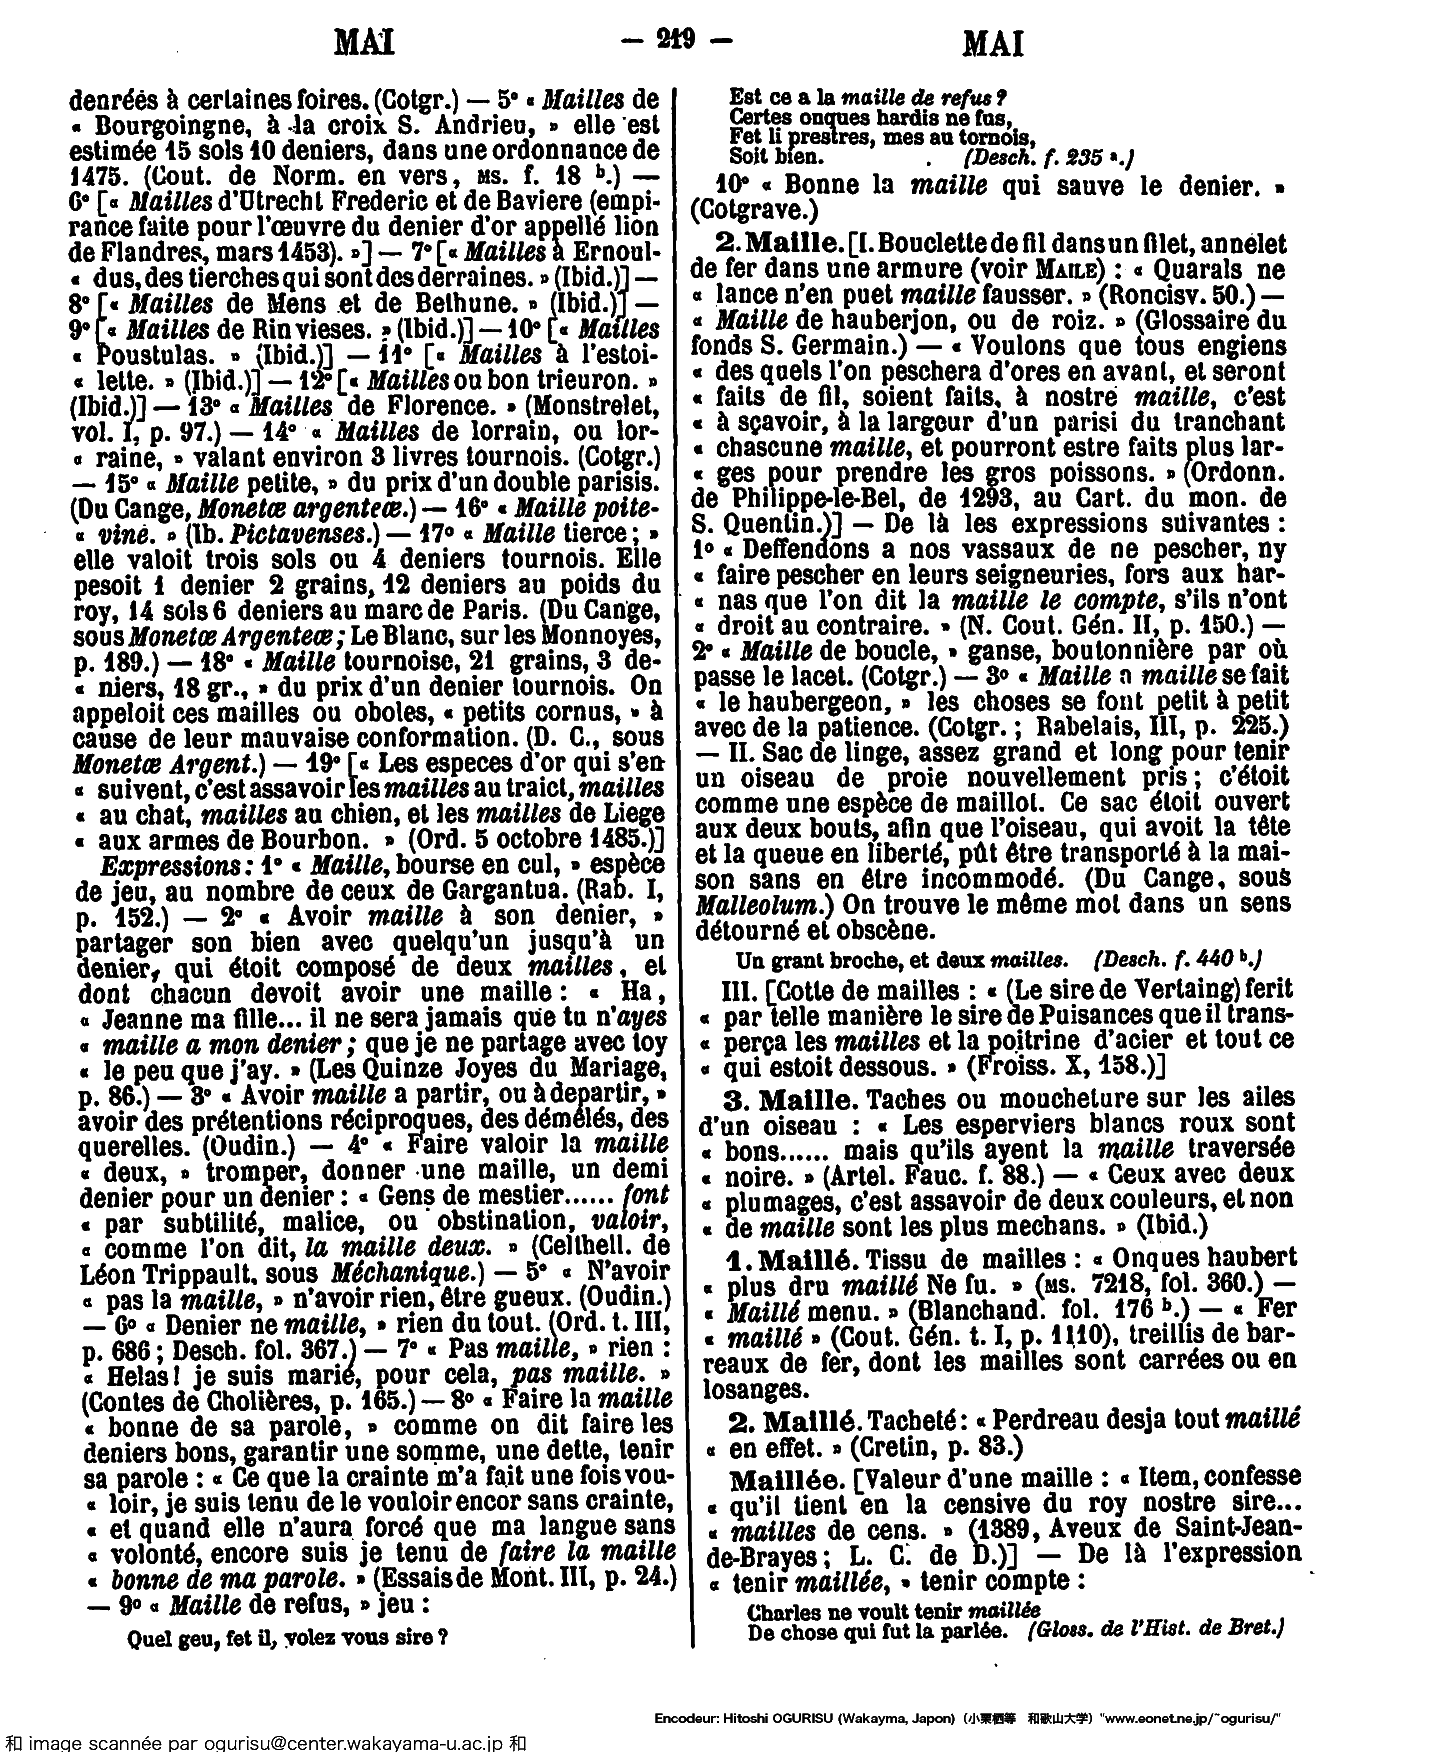 MAI — 219 — MAI
denréés à certaines foires. (Cotgr.) — 5° « Mailles de
« Bourgoingne, à la croix S. Andrieu, » elle est
estimée 15 sols 10 deniers, dans une ordonnance de
1475. (Cout. de Norm. en vers, MS. f. 18 b.) —
6° [« Mailles d'Utrecht Frederic et de Baviere (empi-
rance faite pour l'œuvre du denier d'or appellé lion
de Flandres, mars 1453). »] — 7° [« Mailles à Ernoul-
« dus, des tierches qui sont des derraines. » (Ibid.)] —
8° [« Mailles de Mens et de Bethune. » (Ibid.)] —
9° [« Mailles de Rin vieses. » (Ibid.)] — 10° [« Mailles
« Poustulas. » (Ibid.)] — 11° [« Mailles à l'estoi-
« lette. » (Ibid.)] — 12° [« Mailles ou bon trieuron. »
(Ibid.)] — 13° « Mailles de Florence. » (Monstrelet,
vol. I, p. 97.) — 14° « Mailles de lorrain, ou lor-
« raine, » valant environ 3 livres tournois. (Cotgr.)
— 15° « Maille petite, » du prix d'un double parisis.
(Du Cange, Monetœ argenteœ.) — 16° « Maille poite-
« vine. » (Ib. Pictavenses.) — 17° « Maille tierce ; »
elle valoit trois sols ou 4 deniers tournois. Elle
pesoit 1 denier 2 grains, 12 deniers au poids du
roy, 14 sols 6 deniers au marc de Paris. (Du Cange,
sous Monetœ Argenteœ ; Le Blanc, sur les Monnoyes,
p. 189.) — 18° « Maille tournoise, 21 grains, 3 de-
« niers, 18 gr., » du prix d'un denier tournois. On
appeloit ces mailles ou oboles, « petits cornus, » à
cause de leur mauvaise conformation. (D. C., sous
Monetœ Argent.) — 19° [« Les especes d'or qui s'en
« suivent, c'est assavoir les mailles au traict, mailles
« au chat, mailles au chien, et les mailles de Liege
« aux armes de Bourbon. » (Ord. 5 octobre 1485.)]
Expressions : 1° « Maille, bourse en cul, » espèce
de jeu, au nombre de ceux de Gargantua. (Rab. I,
p. 152.) — 2° « Avoir maille à son denier, »
partager son bien avec quelqu'un jusqu'à un
denier, qui étoit composé de deux mailles, et
dont chacun devoit avoir une maille : « Ha,
« Jeanne ma fille... il ne sera jamais que tu n'ayes
« maille a mon denier ; que je ne partage avec toy
« le peu que j'ay. » (Les Quinze Joyes du Mariage,
p. 86.) — 3° « Avoir maille a partir, ou à departir, »
avoir des prétentions réciproques, des démêlés, des
querelles. (Oudin.) — 4° « Faire valoir la maille
« deux, » tromper, donner une maille, un demi
denier pour un denier : « Gens de mestier...... font
« par subtilité, malice, ou obstination, valoir,
« comme l'on dit, la maille deux. » (Celthell. de
Léon Trippault, sous Méchanique.) — 5° « N'avoir
« pas la maille, » n'avoir rien, être gueux. (Oudin.)
— 6° « Denier ne maille, » rien du tout. (Ord. t. III,
p. 686 ; Desch. fol. 367.) — 7° « Pas maille, » rien :
« Helas ! je suis marié, pour cela, pas maille. »
(Contes de Cholières, p. 165.) — 8° « Faire la maille
« bonne de sa parole, » comme on dit faire les
deniers bons, garantir une somme, une dette, tenir
sa parole : « Ce que la crainte m'a fait une fois vou-
« loir, je suis tenu de le vouloir encor sans crainte,
« et quand elle n'aura forcé que ma langue sans
« volonté, encore suis je tenu de faire la maille
« bonne de ma parole. » (Essais de Mont. III, p. 24.)
— 9° « Maille de refus, » jeu :
Quel geu, fet il, volez vous sire ?
Est ce a la maille de refus ?
Certes onques hardis ne fus,
Fet li prestres, mes au tornois,
Soit bien. (Desch. f. 235 a.)
10° « Bonne la maille qui sauve le denier. »
(Cotgrave.)
2. Maille. [I. Bouclette de fil dans un filet, annelet
de fer dans une armure (voir MAILE) : « Quarals ne
« lance n'en puet maille fausser. » (Roncisv. 50.) —
« Maille de hauberjon, ou de roiz. » (Glossaire du
fonds S. Germain.) — « Voulons que tous engiens
« des quels l'on peschera d'ores en avant, et seront
« faits de fil, soient faits, à nostre maille, c'est
« à sçavoir, à la largeur d'un parisi du tranchant
« chascune maille, et pourront estre faits plus lar-
« ges pour prendre les gros poissons. » (Ordonn.
de Philippe-le-Bel, de 1293, au Cart. du mon. de
S. Quentin.)] — De là les expressions suivantes :
1° « Deffendons a nos vassaux de ne pescher, ny
« faire pescher en leurs seigneuries, fors aux har-
« nas que l'on dit la maille le compte, s'ils n'ont
« droit au contraire. » (N. Cout. Gén. II, p. 150.) —
2° « Maille de boucle, » ganse, boutonnière par où
passe le lacet. (Cotgr.) — 3° « Maille a maille se fait
« le haubergeon, » les choses se font petit à petit
avec de la patience. (Cotgr. ; Rabelais, III, p. 225.)
— II. Sac de linge, assez grand et long pour tenir
un oiseau de proie nouvellement pris ; c'étoit
comme une espèce de maillot. Ce sac étoit ouvert
aux deux bouts, afin que l'oiseau, qui avoit la tête
et la queue en liberté, pût être transporté à la mai-
son sans en être incommodé. (Du Cange, sous
Malleolum.) On trouve le même mot dans un sens
détourné et obscène.
Un grant broche, et deux mailles. (Desch. f. 440 b.)
III. [Cotte de mailles : « (Le sire de Vertaing) ferit
« par telle manière le sire de Puisances que il trans-
« perça les mailles et la poitrine d'acier et tout ce
« qui estoit dessous. » (Froiss. X, 158.)]
3. Maille. Taches ou moucheture sur les ailes
d'un oiseau : « Les esperviers blancs roux sont
« bons...... mais qu'ils ayent la maille traversée
« noire. » (Artel. Fauc. f. 88.) — « Ceux avec deux
« plumages, c'est assavoir de deux couleurs, et non
« de maille sont les plus mechans. » (Ibid.)
1. Maillé. Tissu de mailles : « Onques haubert
« plus dru maillé Ne fu. » (MS. 7218, fol. 360.) —
« Maillé menu. » (Blanchand. fol. 176 b.) — « Fer
« maillé » (Cout. Gén. t. I, p. 1110), treillis de bar-
reaux de fer, dont les mailles sont carrées ou en
losanges.
2. Maillé. Tacheté : « Perdreau desja tout maillé
« en effet. » (Cretin, p. 83.)
Maillée. [Valeur d'une maille : « Item, confesse
« qu'il tient en la censive du roy nostre sire...
« mailles de cens. » (1389, Aveux de Saint-Jean-
de-Brayes ; L. C. de D.)] — De là l'expression
« tenir maillée, » tenir compte :
Charles ne voult tenir maillée
De chose qui fut la parlée. (Gloss. de l'Hist. de Bret.)
Encodeur: Hitoshi OGURISU (Wakayma, Japon) (小栗栖等 和歌山大学) "www.eonet.ne.jp/~ogurisu/"
和 image scannée par ogurisu@center.wakayama-u.ac.jp 和